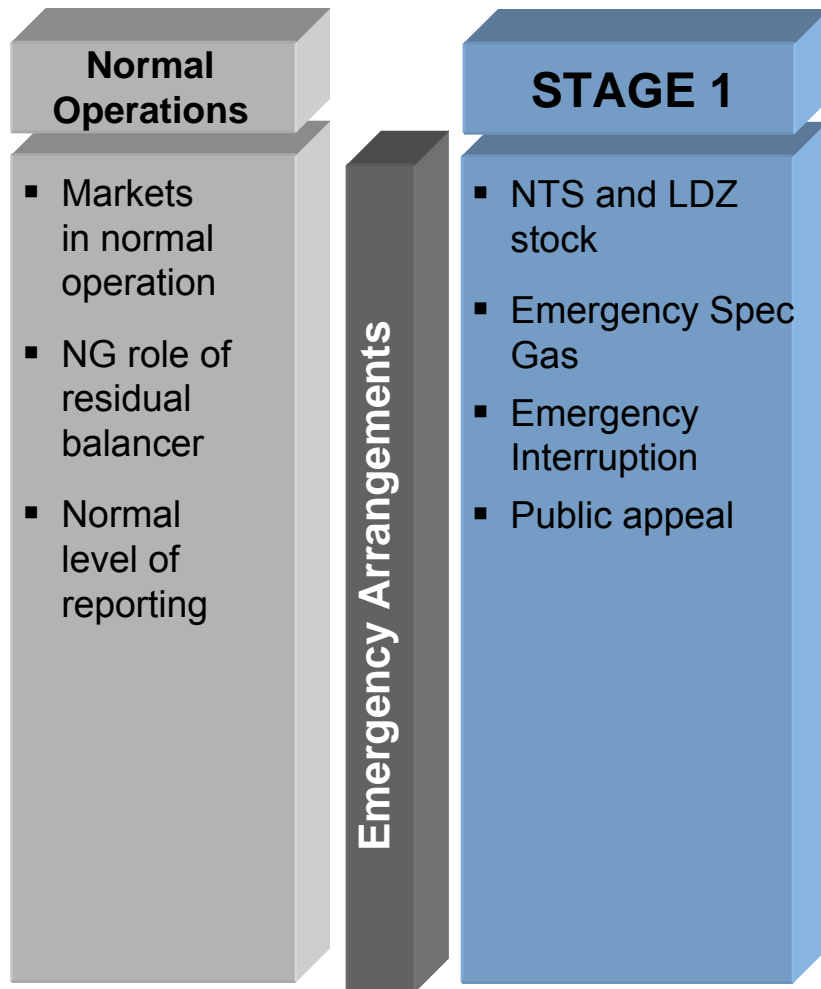 Normal
Operations
▪ Markets
in normal
operation
▪ NG role of
residual
balancer
▪ Normal
level of
reporting
Emergency Arrangements
STAGE 1
▪ NTS and LDZ
stock
▪ Emergency Spec
Gas
▪ Emergency
Interruption
▪ Public appeal